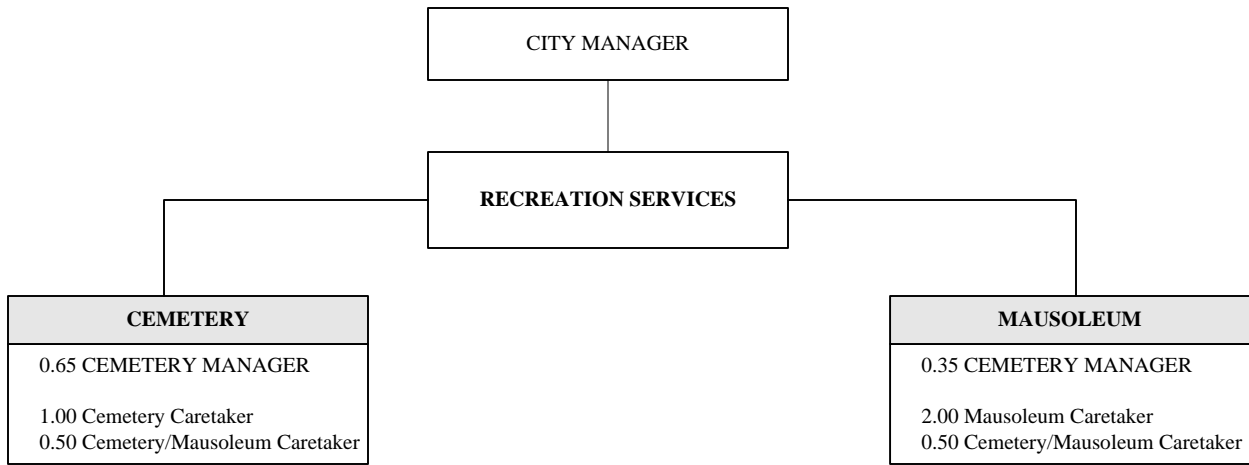 CITY MANAGER
RECREATION SERVICES
CEMETERY
0.65 CEMETERY MANAGER
1.00 Cemetery Caretaker
0.50 Cemetery/Mausoleum Caretaker
MAUSOLEUM
0.35 CEMETERY MANAGER
2.00 Mausoleum Caretaker
0.50 Cemetery/Mausoleum Caretaker